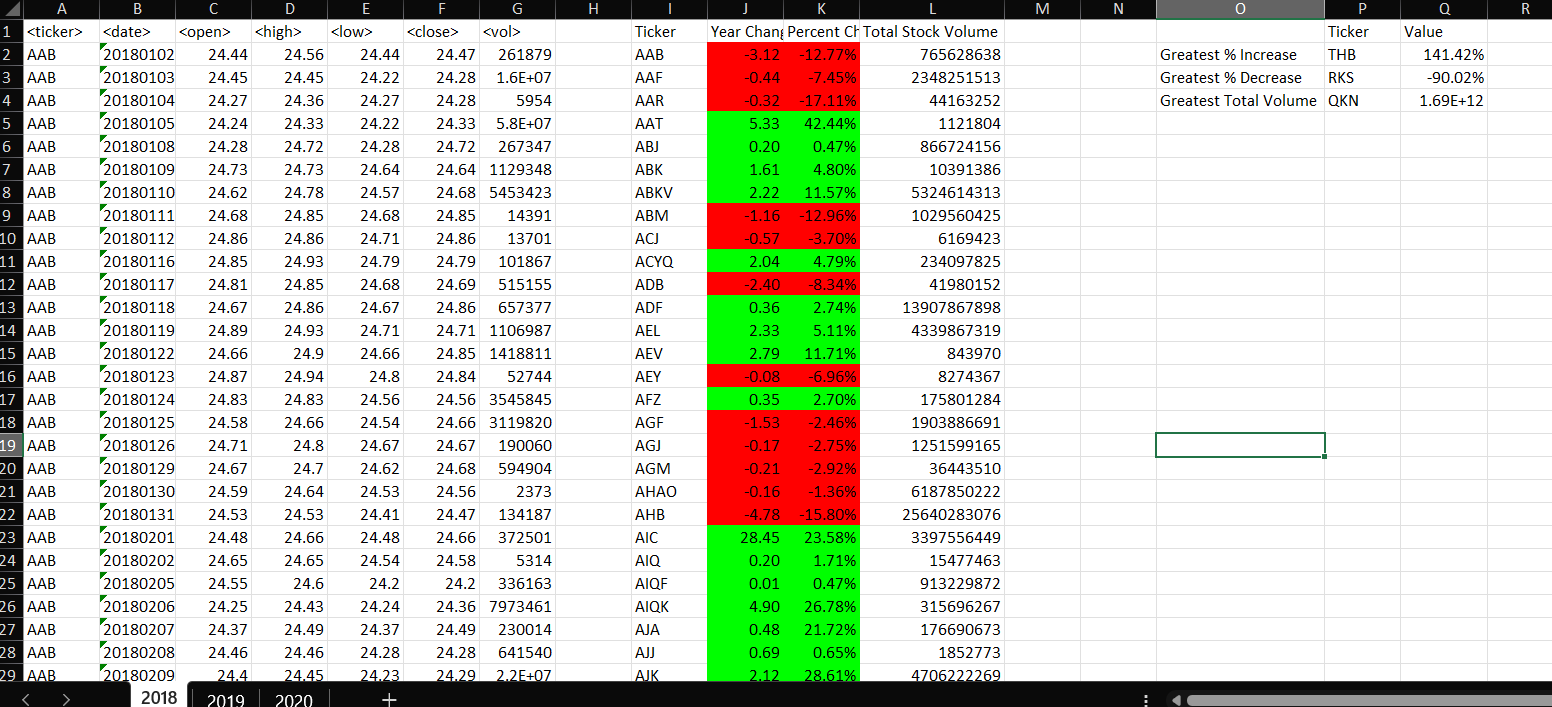 A B C D E F G H I J K L M N O P Q R
1 <ticker> <date> <open> <high> <low> <close> <vol> Ticker Year Chang Percent Ch Total Stock Volume Ticker Value
2 AAB 20180102 24.44 24.56 24.44 24.47 261879 AAB -3.12 -12.77% 765628638 Greatest % Increase THB 141.42%
3 AAB 20180103 24.45 24.45 24.22 24.28 1.6E+07 AAF -0.44 -7.45% 2348251513 Greatest % Decrease RKS -90.02%
4 AAB 20180104 24.27 24.36 24.27 24.28 5954 AAR -0.32 -17.11% 44163252 Greatest Total Volume QKN 1.69E+12
5 AAB 20180105 24.24 24.33 24.22 24.33 5.8E+07 AAT 5.33 42.44% 1121804
6 AAB 20180108 24.28 24.72 24.28 24.72 267347 ABJ 0.20 0.47% 866724156
7 AAB 20180109 24.73 24.73 24.64 24.64 1129348 ABK 1.61 4.80% 10391386
8 AAB 20180110 24.62 24.78 24.57 24.68 5453423 ABKV 2.22 11.57% 5324614313
9 AAB 20180111 24.68 24.85 24.68 24.85 14391 ABM -1.16 -12.96% 1029560425
10 AAB 20180112 24.86 24.86 24.71 24.86 13701 ACJ -0.57 -3.70% 6169423
11 AAB 20180116 24.85 24.93 24.79 24.79 101867 ACYQ 2.04 4.79% 234097825
12 AAB 20180117 24.81 24.85 24.68 24.69 515155 ADB -2.40 -8.34% 41980152
13 AAB 20180118 24.67 24.86 24.67 24.86 657377 ADF 0.36 2.74% 13907867898
14 AAB 20180119 24.89 24.93 24.71 24.71 1106987 AEL 2.33 5.11% 4339867319
15 AAB 20180122 24.66 24.9 24.66 24.85 1418811 AEV 2.79 11.71% 843970
16 AAB 20180123 24.87 24.94 24.8 24.84 52744 AEY -0.08 -6.96% 8274367
17 AAB 20180124 24.83 24.83 24.56 24.56 3545845 AFZ 0.35 2.70% 175801284
18 AAB 20180125 24.58 24.66 24.54 24.66 3119820 AGF -1.53 -2.46% 1903886691
19 AAB 20180126 24.71 24.8 24.67 24.67 190060 AGJ -0.17 -2.75% 1251599165
20 AAB 20180129 24.67 24.7 24.62 24.68 594904 AGM -0.21 -2.92% 36443510
21 AAB 20180130 24.59 24.64 24.53 24.56 2373 AHAO -0.16 -1.36% 6187850222
22 AAB 20180131 24.53 24.53 24.41 24.47 134187 AHB -4.78 -15.80% 25640283076
23 AAB 20180201 24.48 24.66 24.48 24.66 372501 AIC 28.45 23.58% 3397556449
24 AAB 20180202 24.65 24.65 24.54 24.58 5314 AIQ 0.20 1.71% 15477463
25 AAB 20180205 24.55 24.6 24.2 24.2 336163 AIQF 0.01 0.47% 913229872
26 AAB 20180206 24.25 24.43 24.24 24.36 7973461 AIQK 4.90 26.78% 315696267
27 AAB 20180207 24.37 24.49 24.37 24.49 230014 AJA 0.48 21.72% 176690673
28 AAB 20180208 24.46 24.46 24.28 24.28 641540 AJJ 0.69 0.65% 1852773
29 AAB 20180209 24.4 24.45 24.23 24.29 2.2E+07 AJK 2.12 28.61% 4706222269
2018 2019 2020